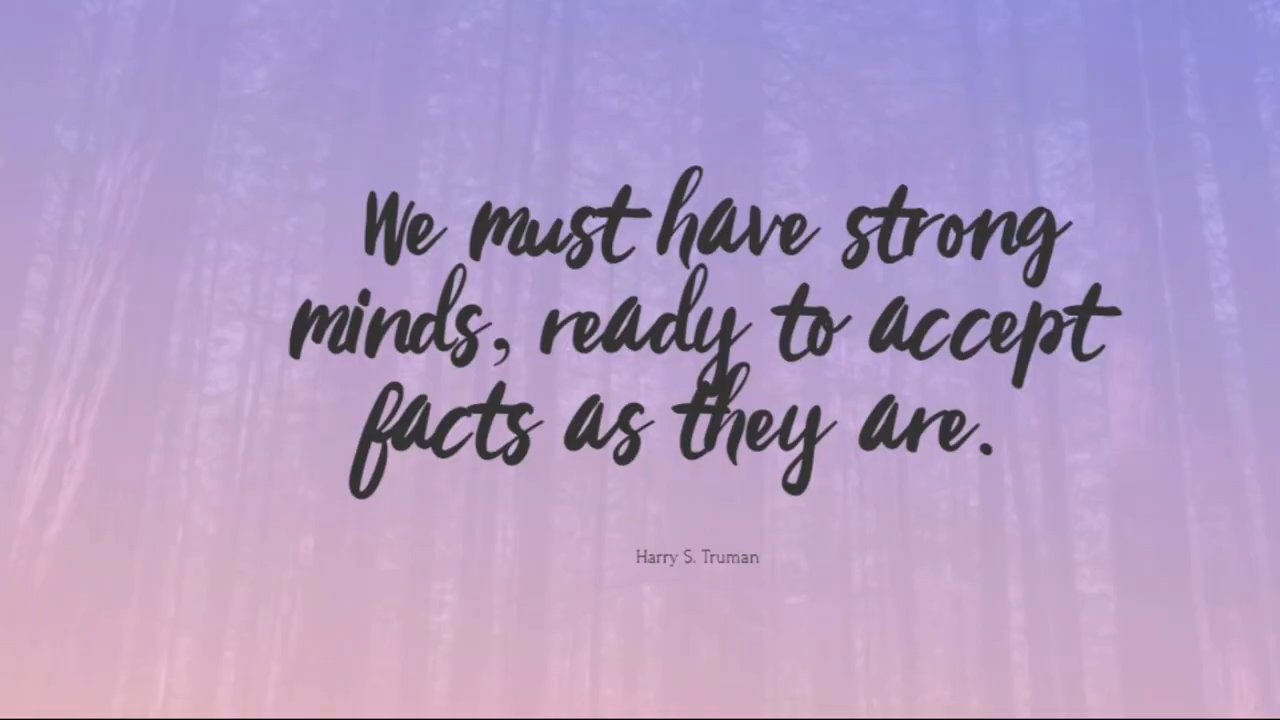 We must have strong
minds, ready to accept
facts as they are.
Harry S. Truman